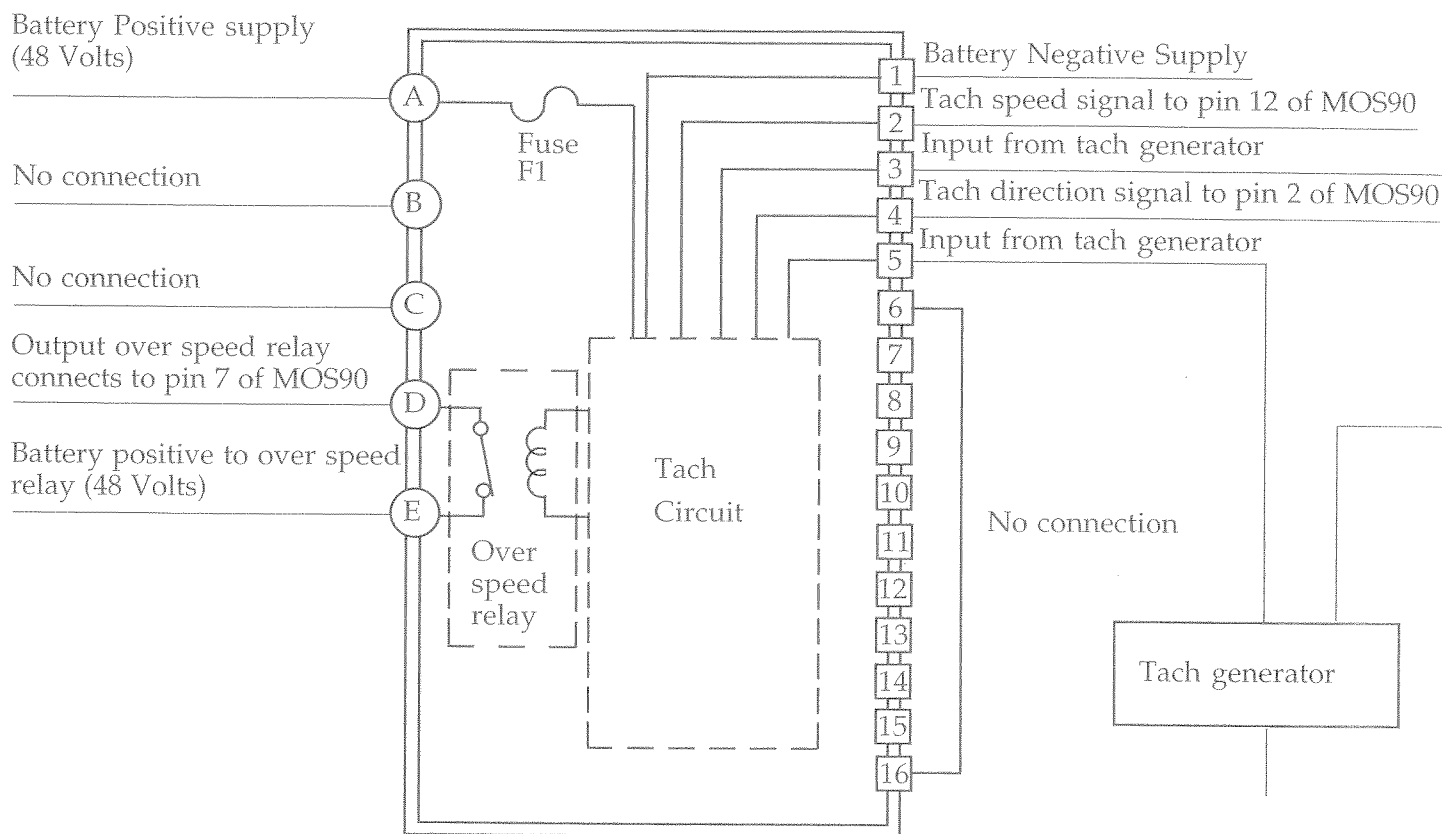 Battery Positive supply
(48 Volts)
A
No connection
B
No connection
C
Output over speed relay
connects to pin 7 of MOS90
D
Battery positive to over speed
relay (48 Volts)
E
Fuse
F1
Over
speed
relay
Tach
Circuit
1
Battery Negative Supply
2
Tach speed signal to pin 12 of MOS90
3
Input from tach generator
4
Tach direction signal to pin 2 of MOS90
5
Input from tach generator
6
7
8
9
10
11
12
13
14
15
16
No connection
Tach generator